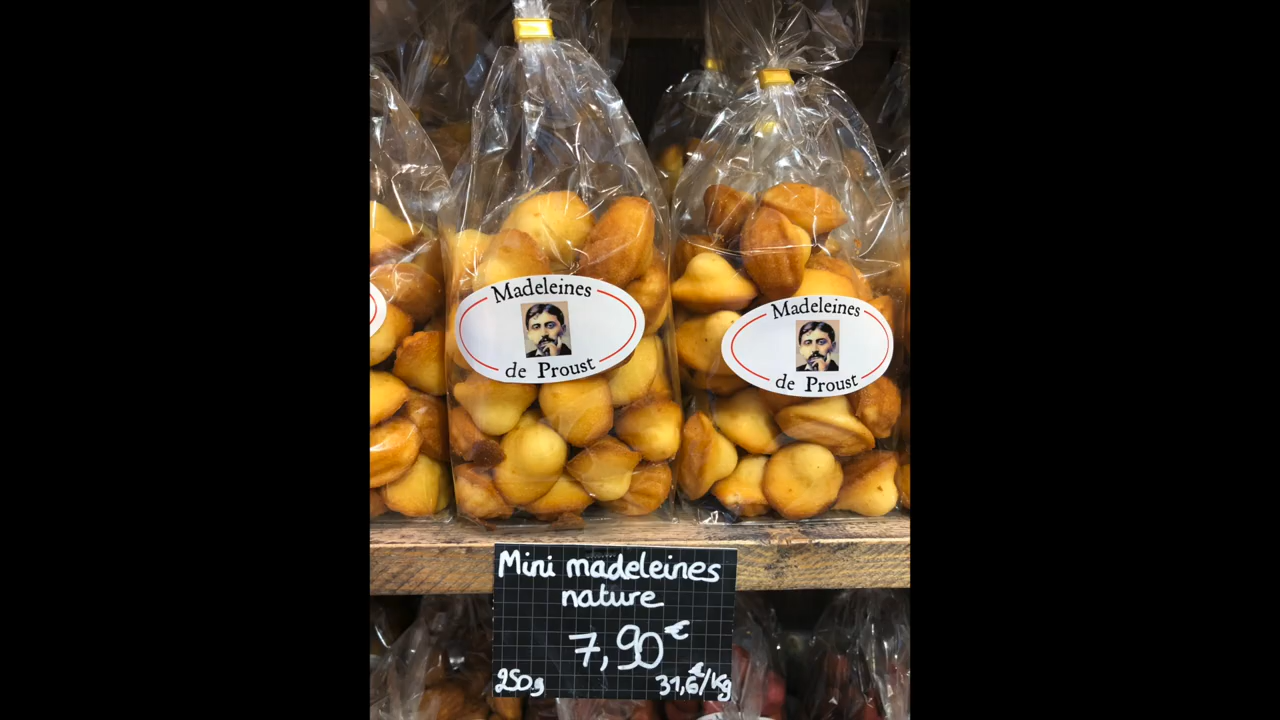 Madeleines
de Proust
Madeleines
de Proust
Mini madeleines
nature
7,90€
250g 31,6€/Kg